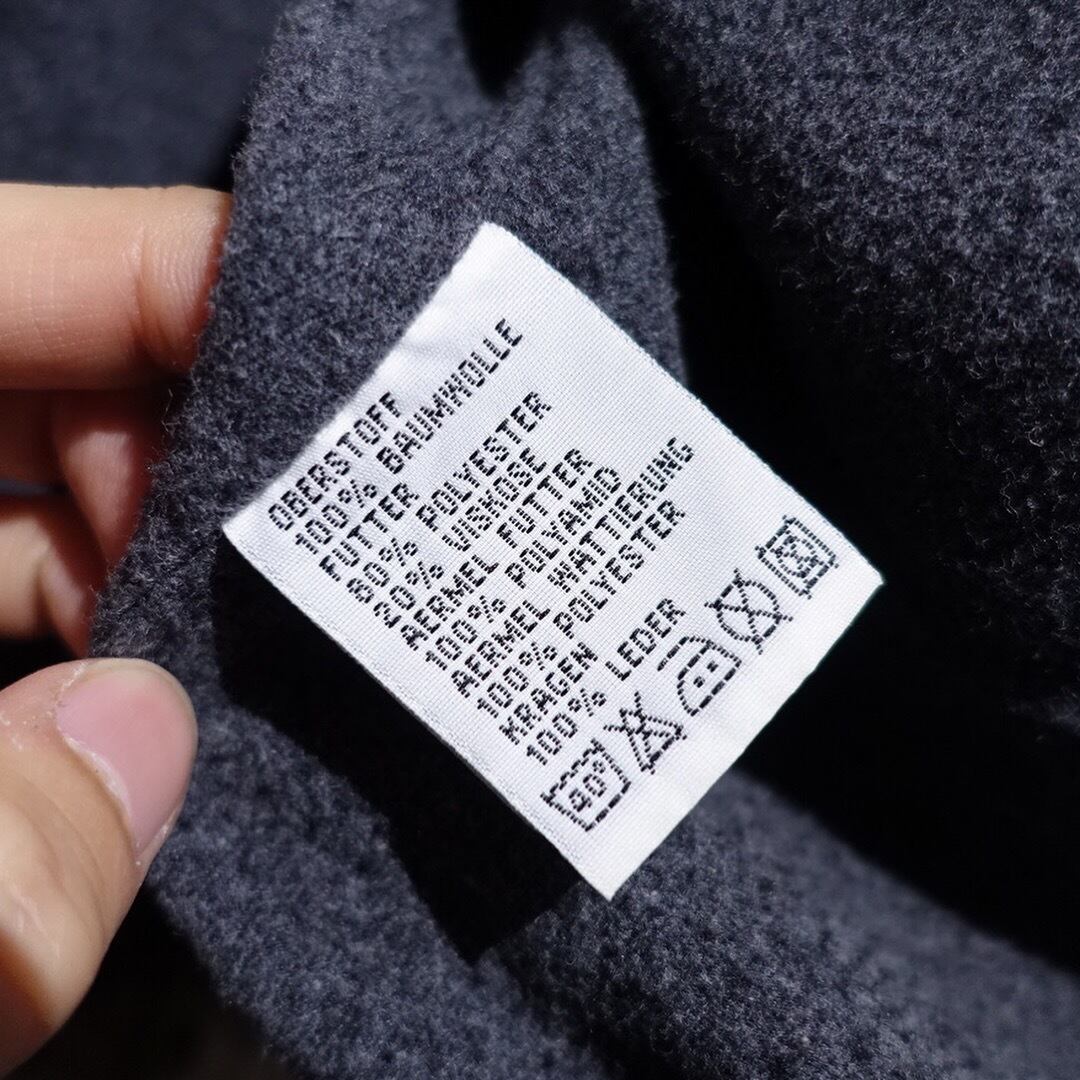 OBERSTOFF
100% BAUMWOLLE
FUTTER
80% POLYESTER
20% VISKOSE
AERMEL FUTTER
100% POLYAMID
AERMEL WATTIERUNG
100% POLYESTER
KRAGEN
100% LEDER
40°